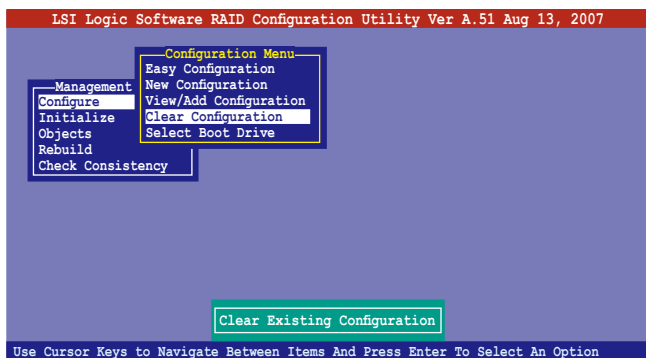 LSI Logic Software RAID Configuration Utility Ver A.51 Aug 13, 2007
Configuration Menu
Easy Configuration
New Configuration
View/Add Configuration
Clear Configuration
Select Boot Drive
Management
Configure
Initialize
Objects
Rebuild
Check Consistency
Clear Existing Configuration
Use Cursor Keys to Navigate Between Items And Press Enter To Select An Option